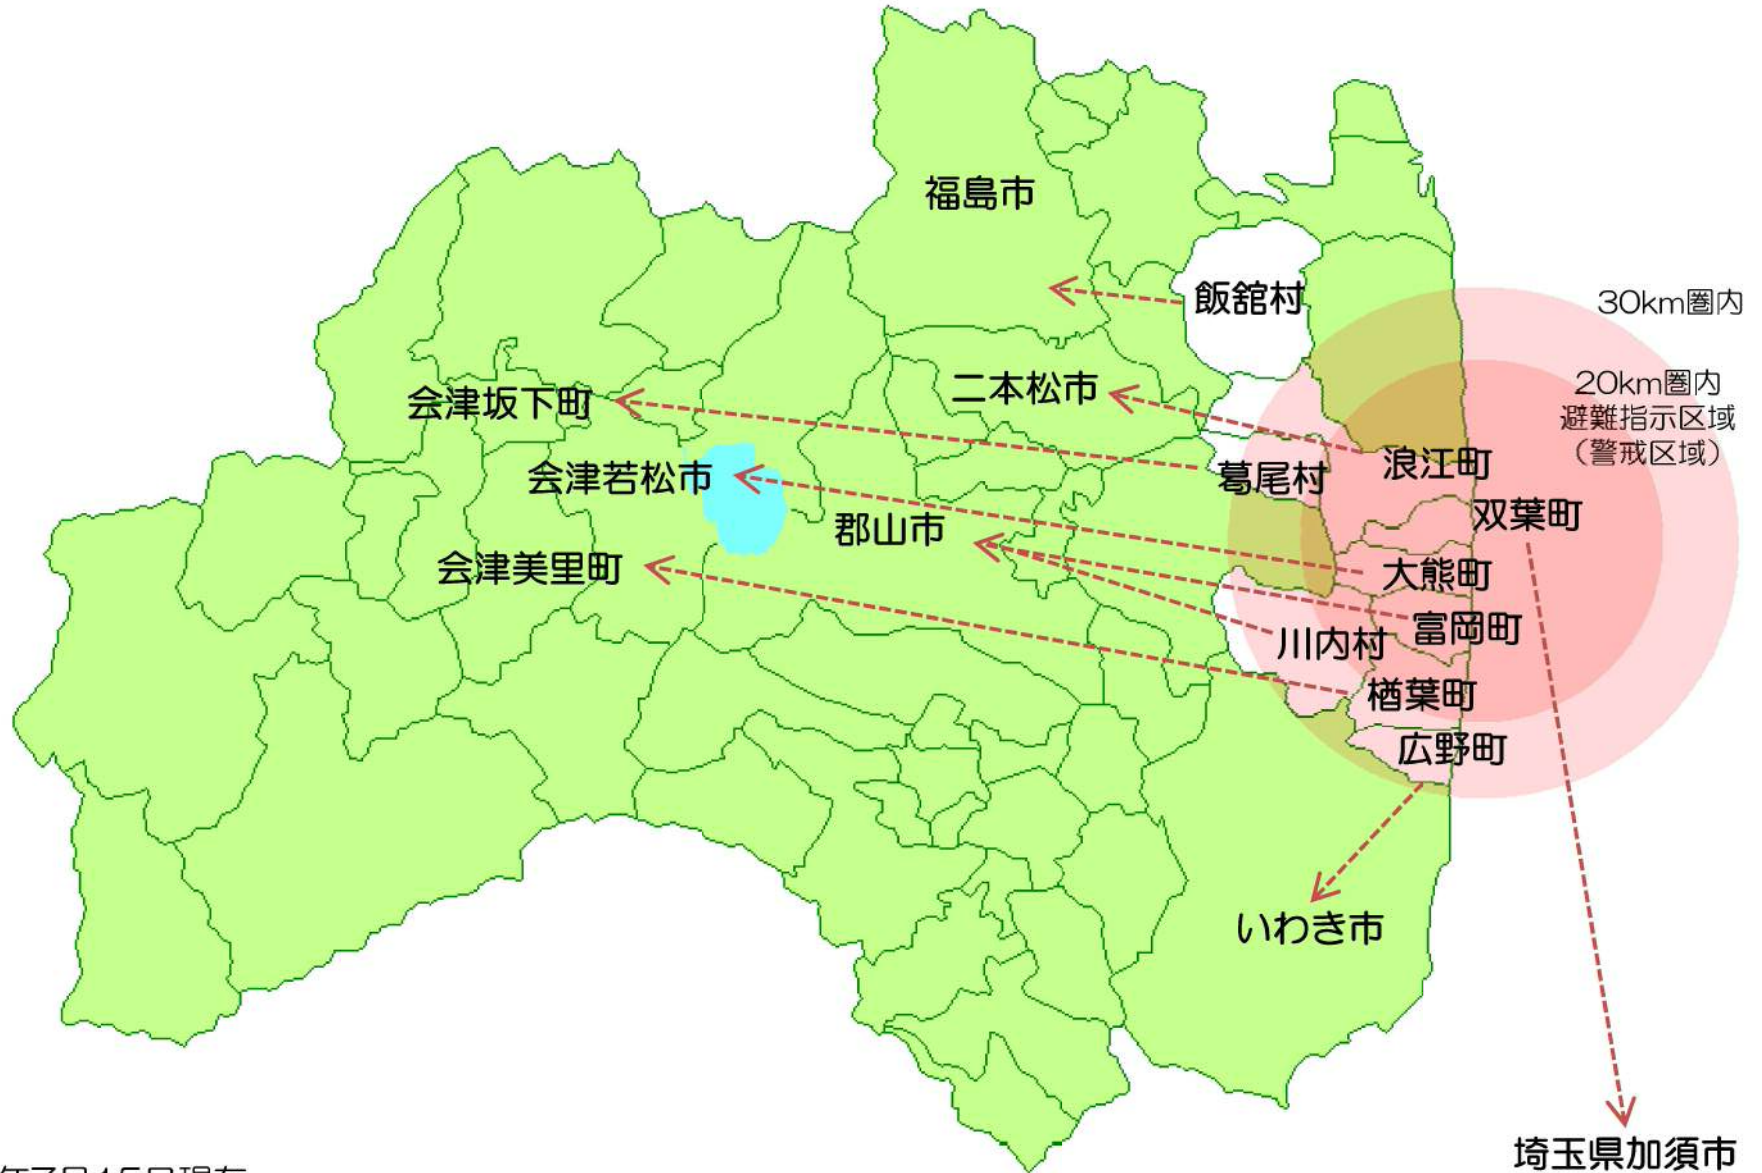 福島市
飯舘村
30km圏内
20km圏内
避難指示区域
（警戒区域）
二本松市
会津坂下町
会津若松市
葛尾村
浪江町
双葉町
郡山市
会津美里町
大熊町
富岡町
川内村
楢葉町
広野町
いわき市
埼玉県加須市